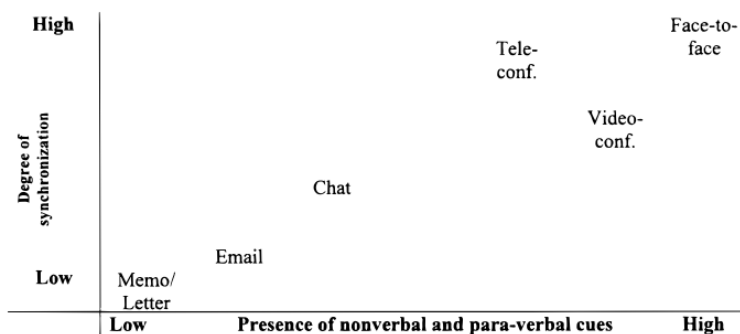 High
Face-to-
face
Tele-
conf.
Video-
conf.
Degree of
synchronization
Chat
Email
Low
Memo/
Letter
Low Presence of nonverbal and para-verbal cues High